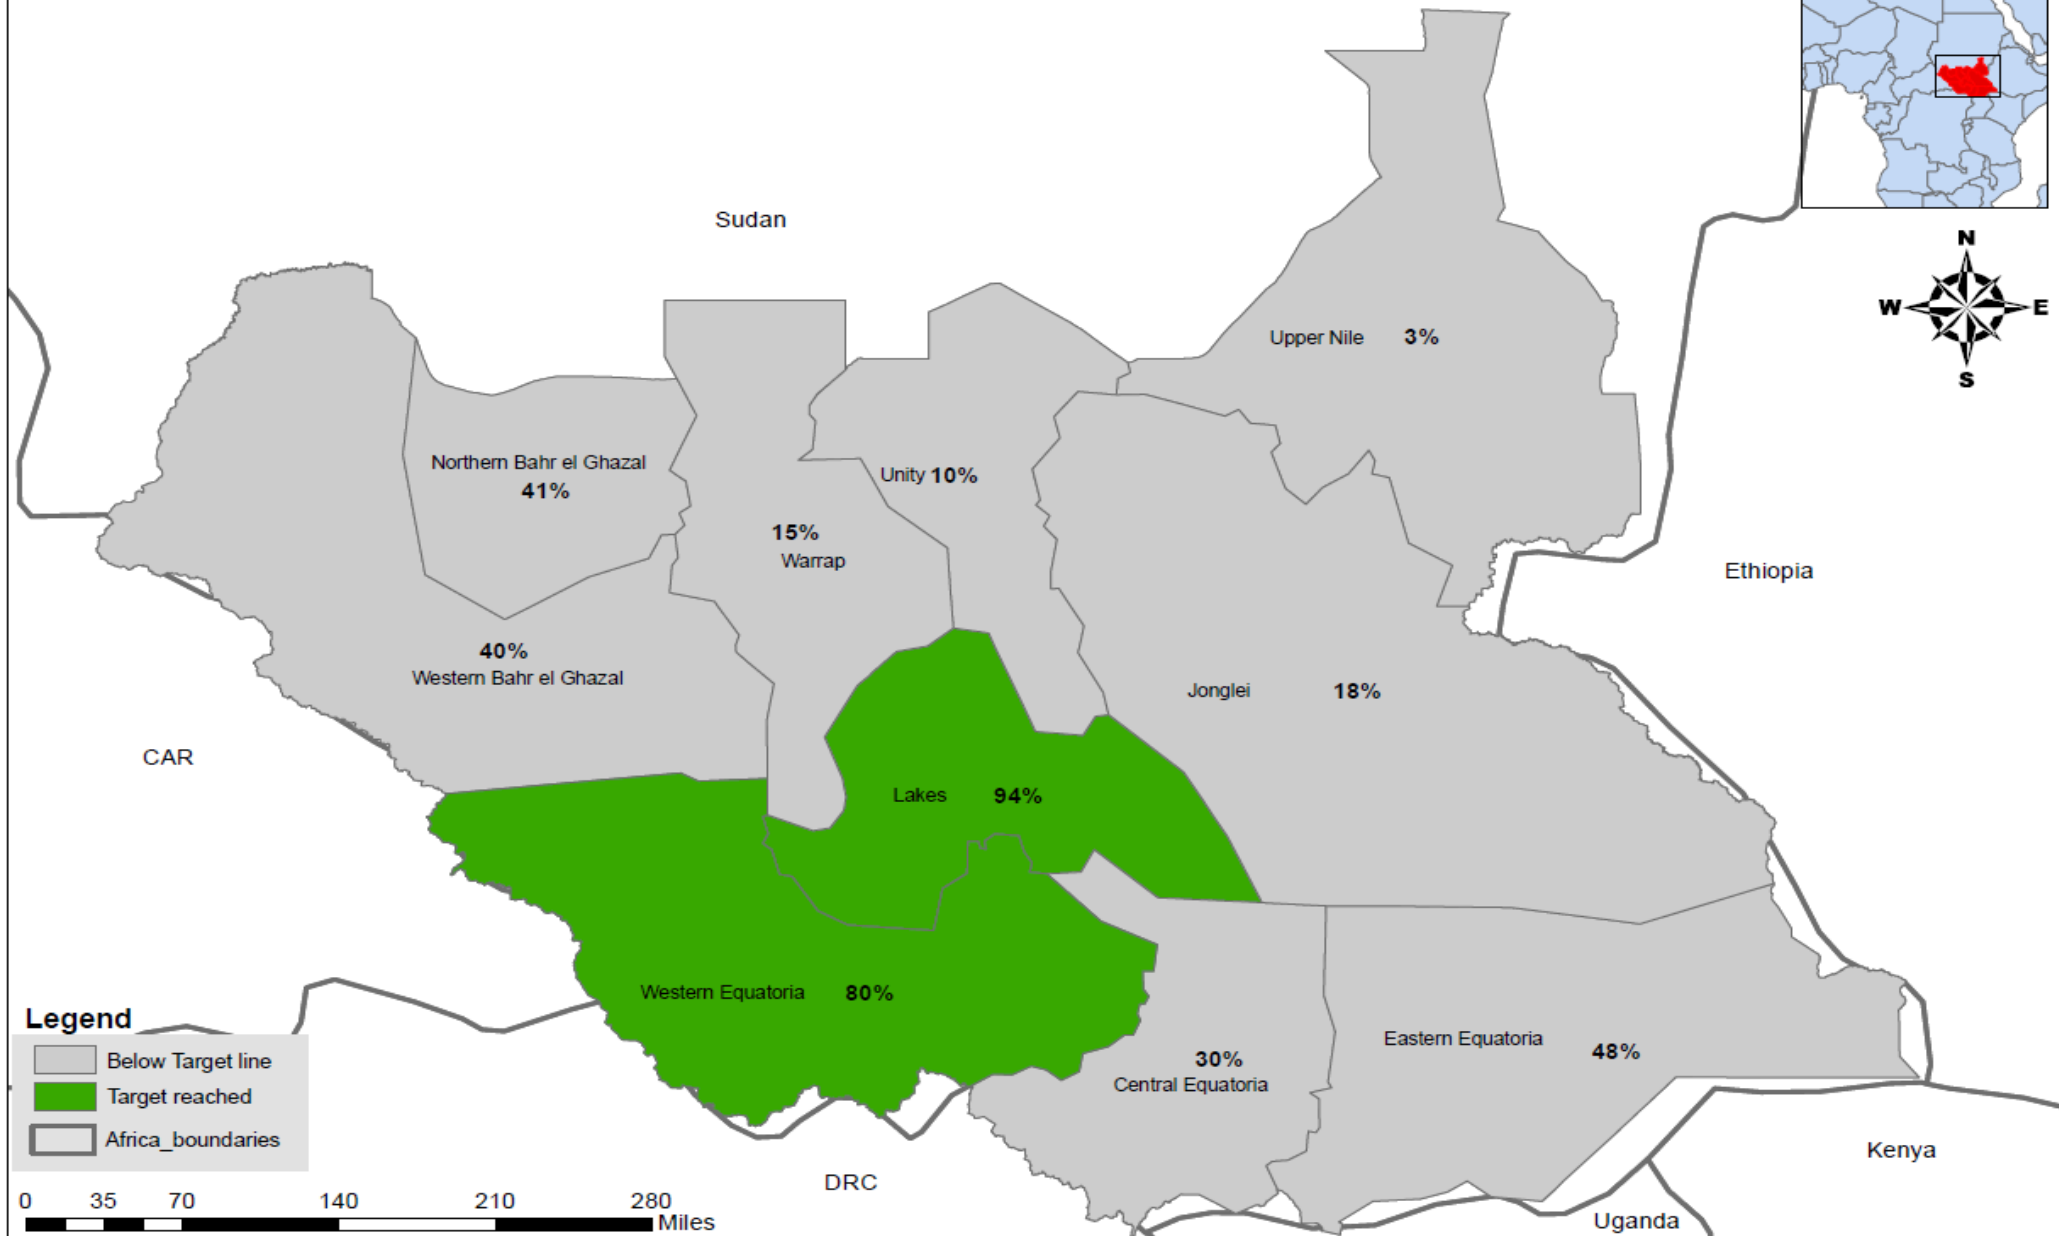 Sudan
N
W E
S
Upper Nile 3%
Northern Bahr el Ghazal
41%
Unity 10%
15%
Warrap
Ethiopia
40%
Western Bahr el Ghazal
Jonglei 18%
CAR
Lakes 94%
Western Equatoria 80%
Eastern Equatoria 48%
30%
Central Equatoria
Legend
Below Target line
Target reached
Africa_boundaries
Kenya
DRC
0 35 70 140 210 280
Miles
Uganda